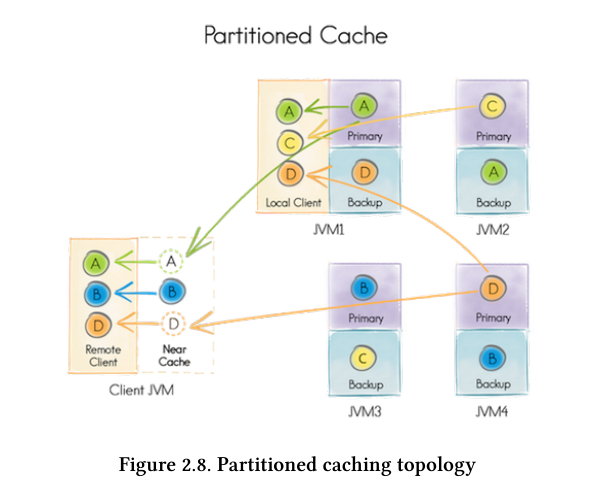 Partitioned Cache
A
A
C
C
Primary
Primary
D
D
A
Local Client
Backup
Backup
JVM1
JVM2
A
A
B
B
D
D
Remote
Client
Near
Cache
Client JVM
B
D
Primary
Primary
C
B
Backup
Backup
JVM3
JVM4
Figure 2.8. Partitioned caching topology